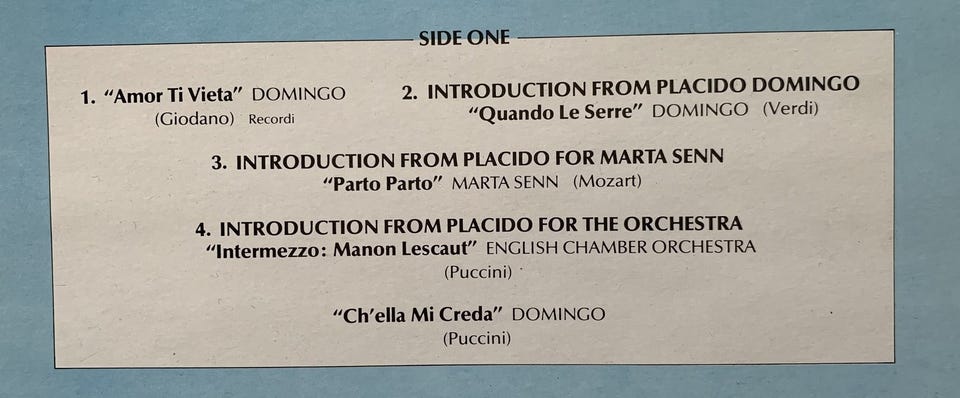 SIDE ONE
1. "Amor Ti Vieta" DOMINGO
(Giodano) Recordi
2. INTRODUCTION FROM PLACIDO DOMINGO
"Quando Le Serre" DOMINGO (Verdi)
3. INTRODUCTION FROM PLACIDO FOR MARTA SENN
"Parto Parto" MARTA SENN (Mozart)
4. INTRODUCTION FROM PLACIDO FOR THE ORCHESTRA
"Intermezzo: Manon Lescaut" ENGLISH CHAMBER ORCHESTRA
(Puccini)
"Ch'ella Mi Creda" DOMINGO
(Puccini)